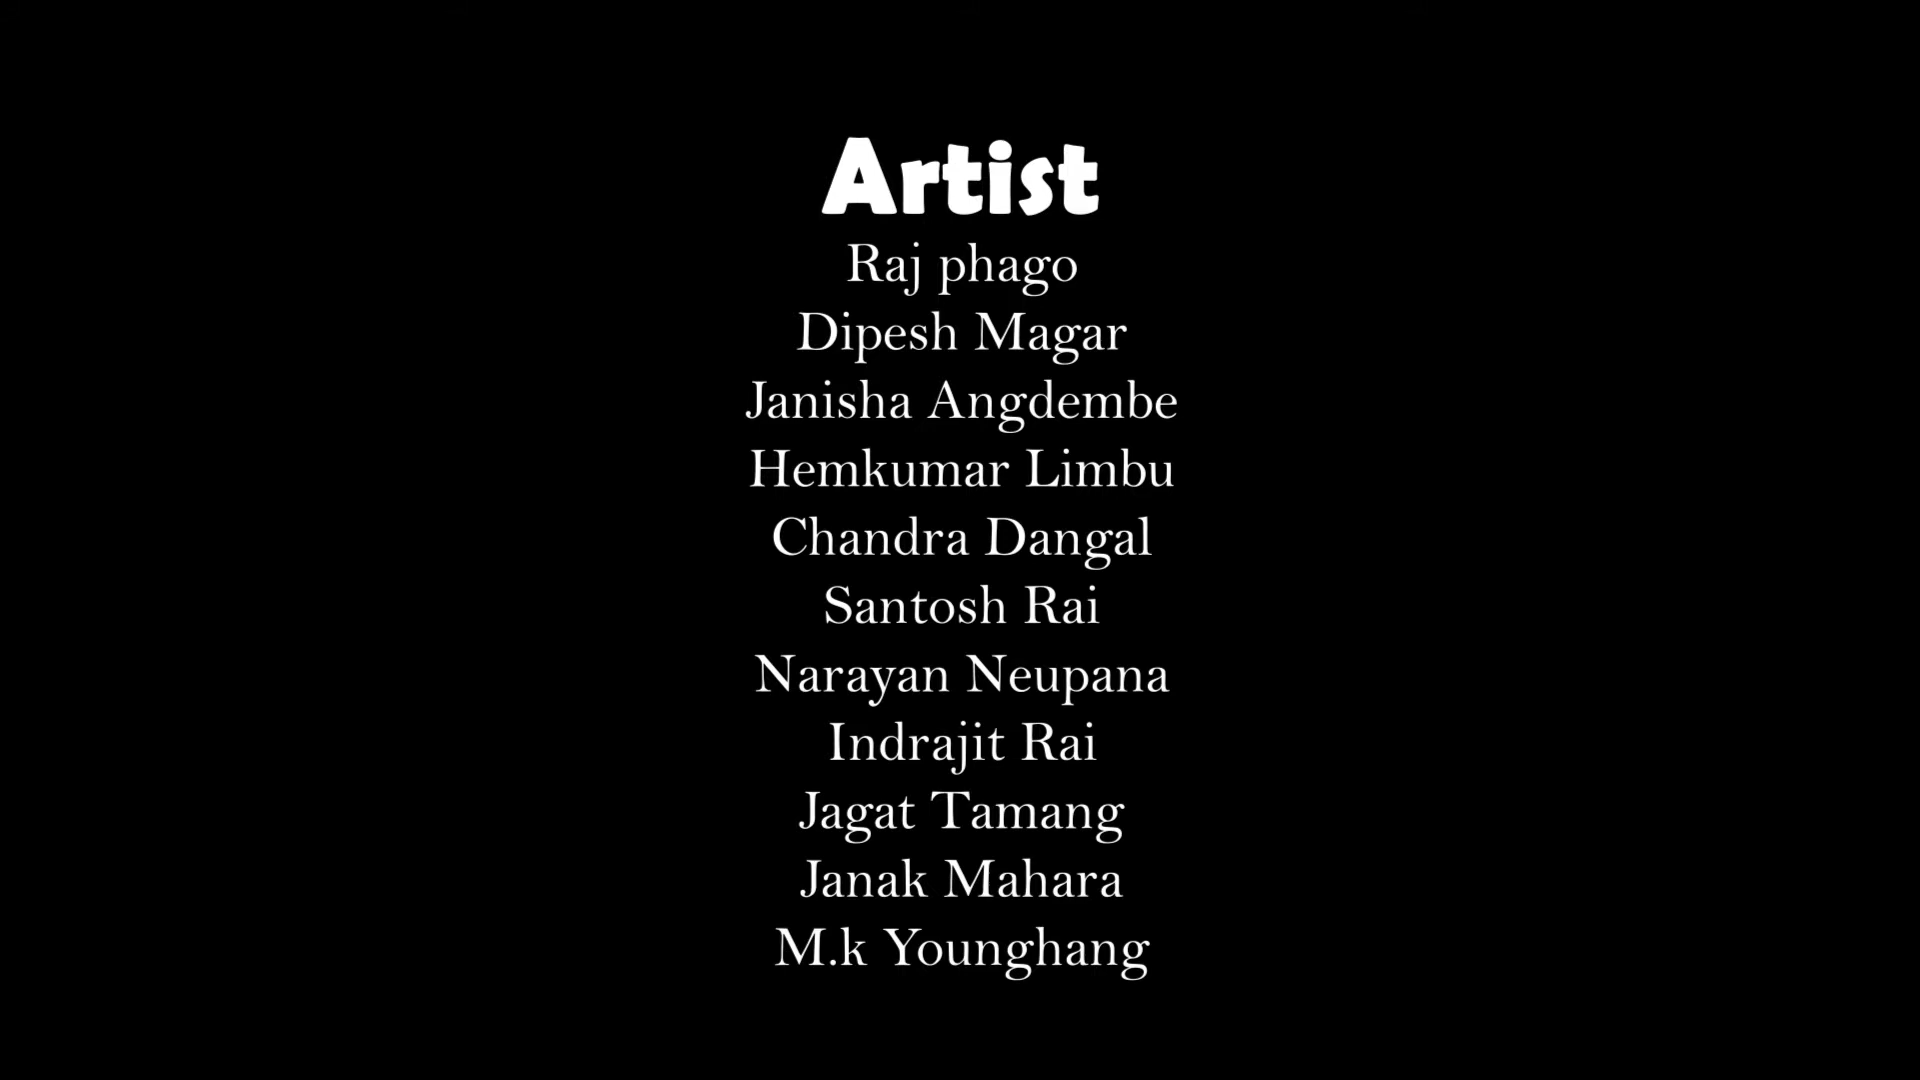 Artist
Raj phago
Dipesh Magar
Janisha Angdembe
Hemkumar Limbu
Chandra Dangal
Santosh Rai
Narayan Neupana
Indrajit Rai
Jagat Tamang
Janak Mahara
M.k Younghang